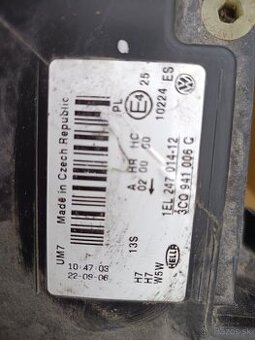 UM7
Made in Czech Republic
10:47:03
22-09-06
PL
E4
25
10224 ES
A HR HC
02 00 00
1EL 247 014-12
3C0 941 006 C
13S
H7
H7
W5W
HELLA